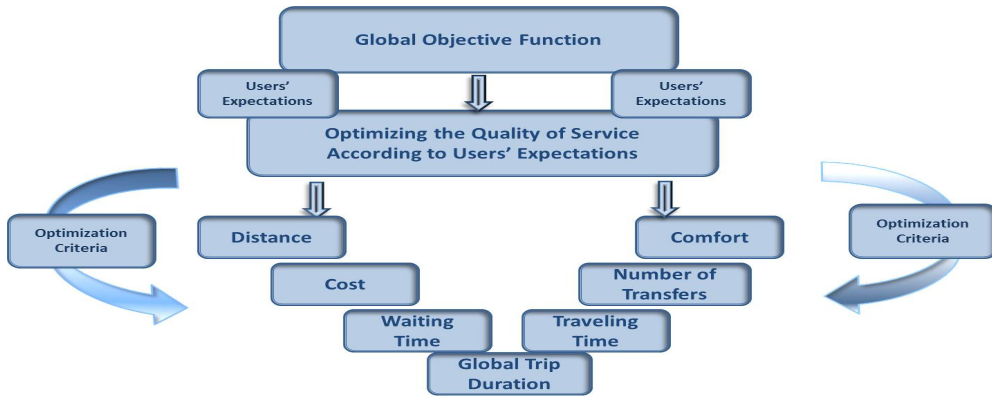 Global Objective Function
Users'
Expectations
Users'
Expectations
Optimizing the Quality of Service
According to Users' Expectations
Optimization
Criteria
Distance
Comfort
Optimization
Criteria
Cost
Number of
Transfers
Waiting
Time
Traveling
Time
Global Trip
Duration